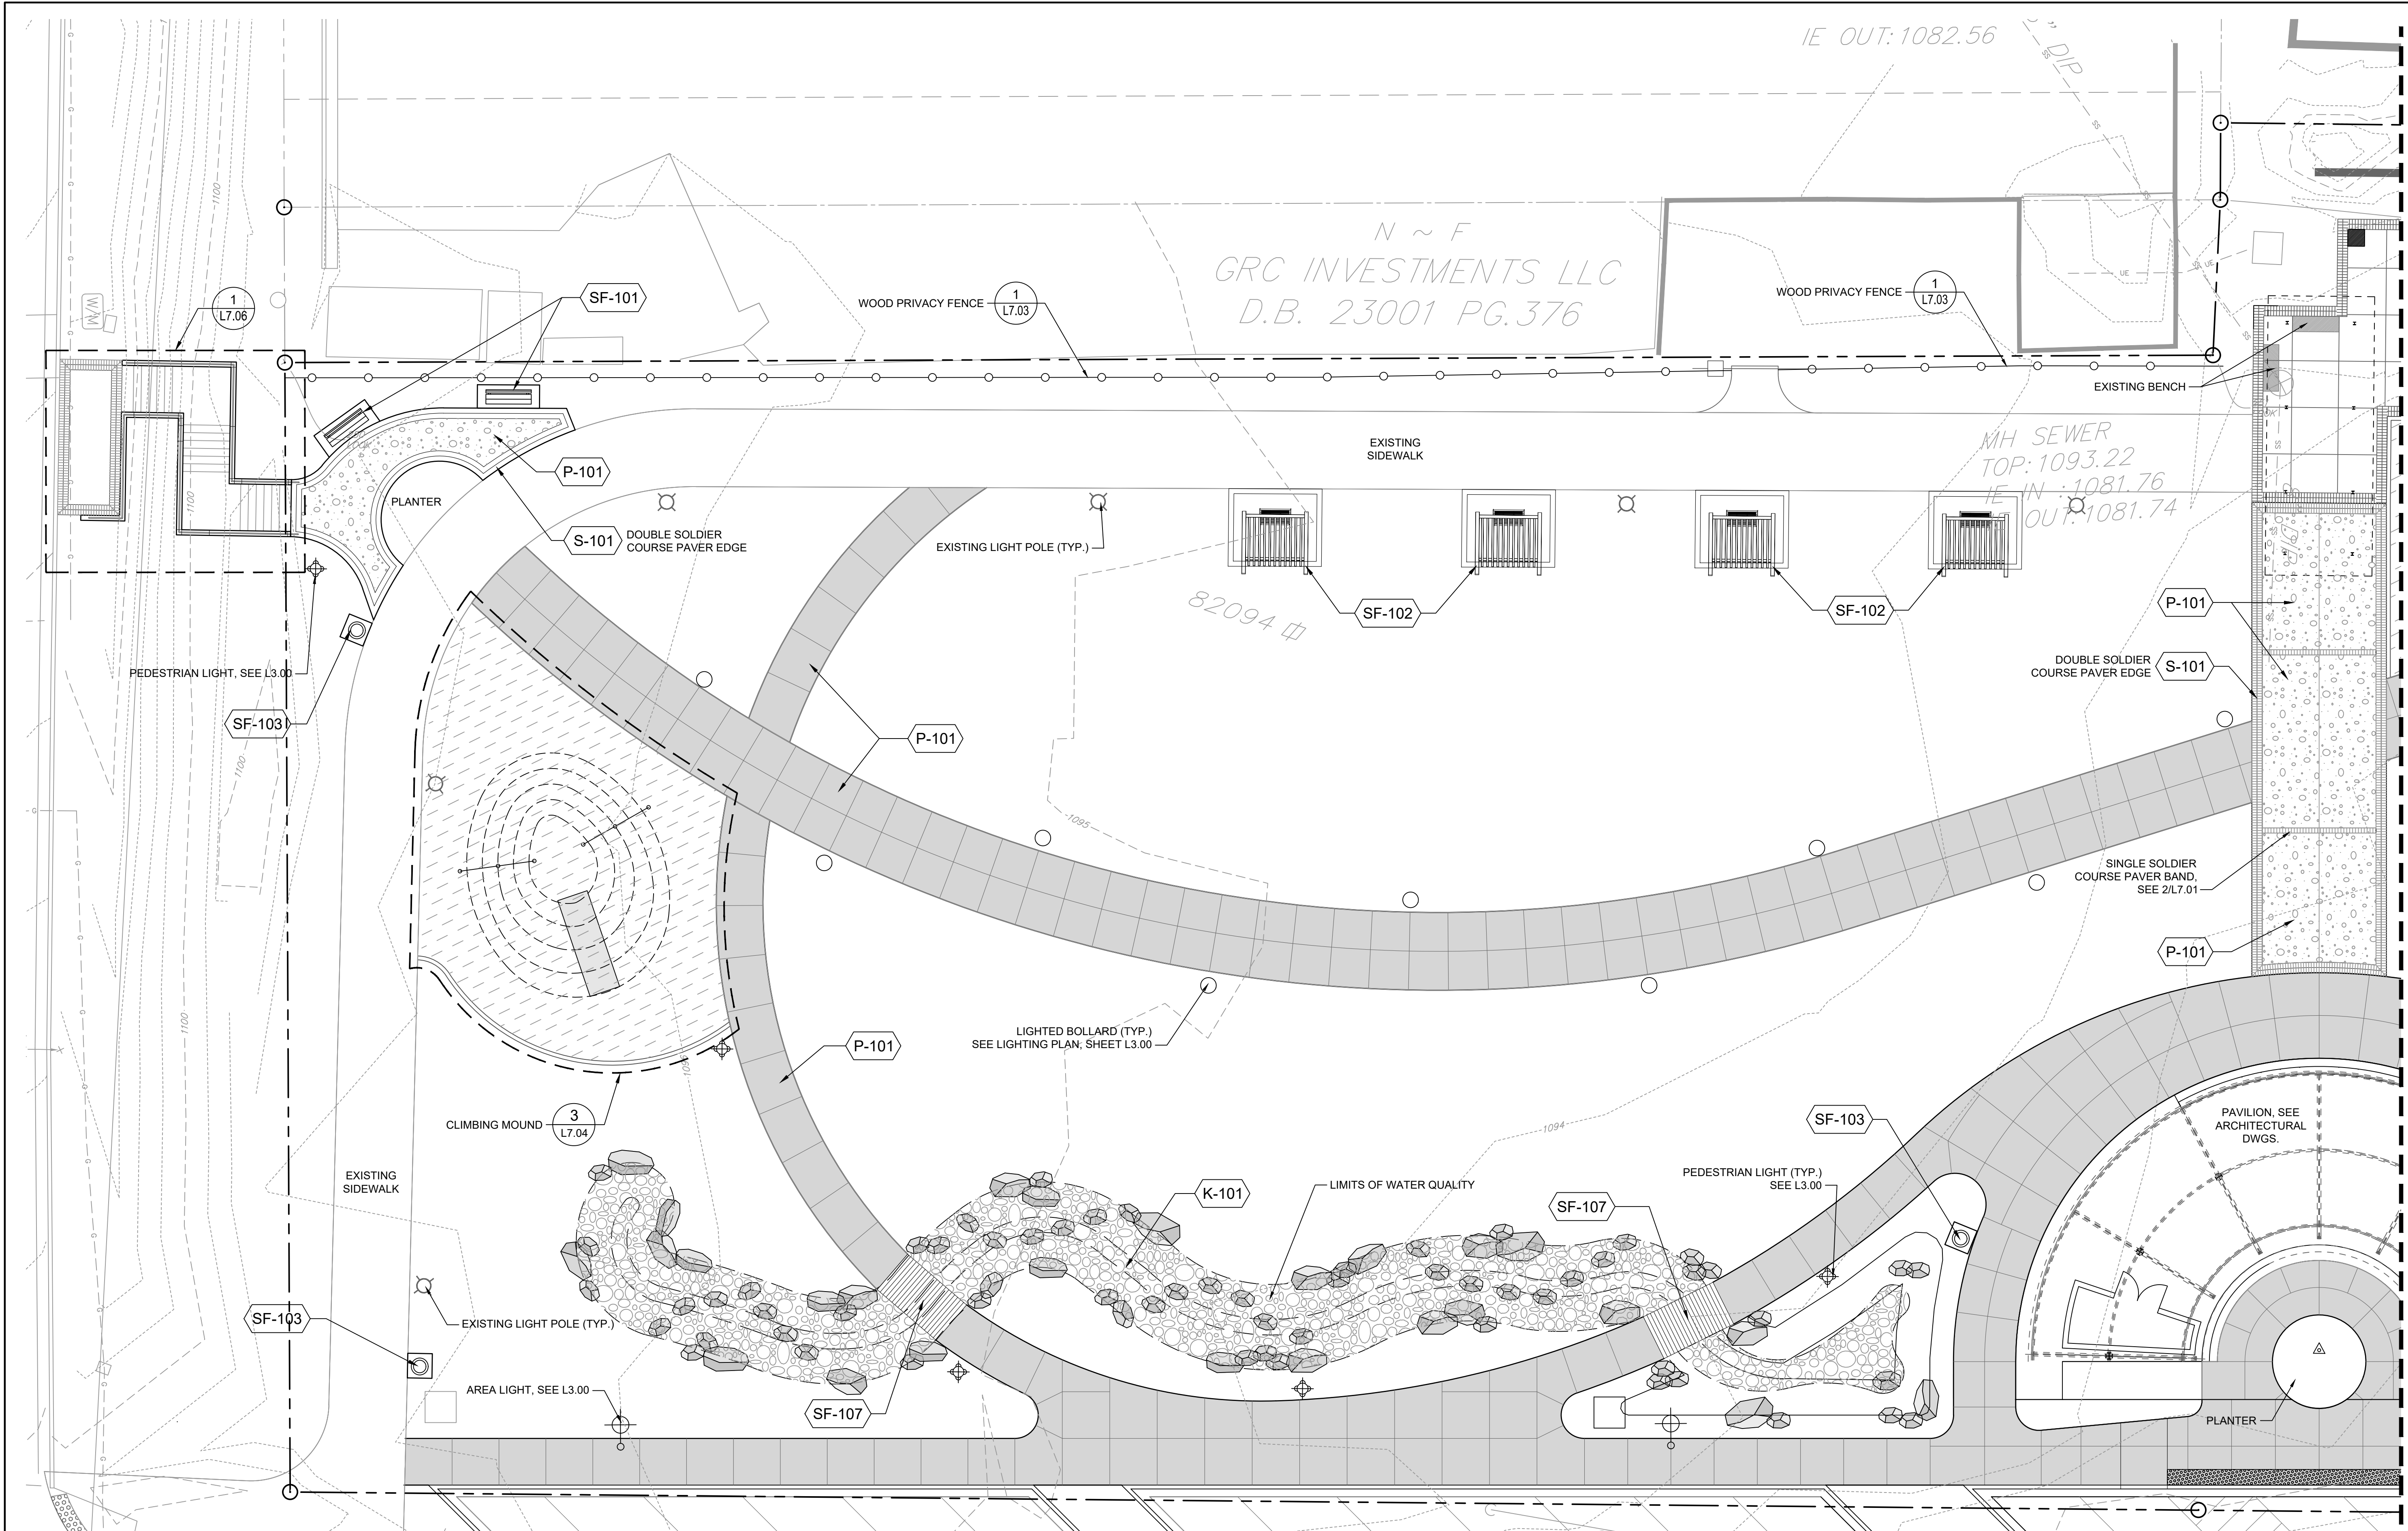 IE OUT: 1082.56
DIP
1100
N ~ F
GRC INVESTMENTS LLC
D.B. 23001 PG.376
1
L7.06
SF-101
WOOD PRIVACY FENCE
1
L7.03
WOOD PRIVACY FENCE
1
L7.03
W/M
UE
UE
SS
EXISTING BENCH
EXISTING
SIDEWALK
P-101
PLANTER
S-101
DOUBLE SOLDIER
COURSE PAVER EDGE
EXISTING LIGHT POLE (TYP.)
MH SEWER
TOP: 1093.22
IE IN : 1081.76
OUT: 1081.74
1100
82094
SF-102
SF-102
P-101
PEDESTRIAN LIGHT, SEE L3.00
SF-103
DOUBLE SOLDIER
COURSE PAVER EDGE
S-101
P-101
1100
1095
SINGLE SOLDIER
COURSE PAVER BAND,
SEE 2/L7.01
P-101
1100
LIGHTED BOLLARD (TYP.)
SEE LIGHTING PLAN, SHEET L3.00
P-101
1095
CLIMBING MOUND
3
L7.04
1094
SF-103
PAVILION, SEE
ARCHITECTURAL
DWGS.
EXISTING
SIDEWALK
K-101
LIMITS OF WATER QUALITY
PEDESTRIAN LIGHT (TYP.)
SEE L3.00
SF-107
SF-103
EXISTING LIGHT POLE (TYP.)
AREA LIGHT, SEE L3.00
SF-107
PLANTER